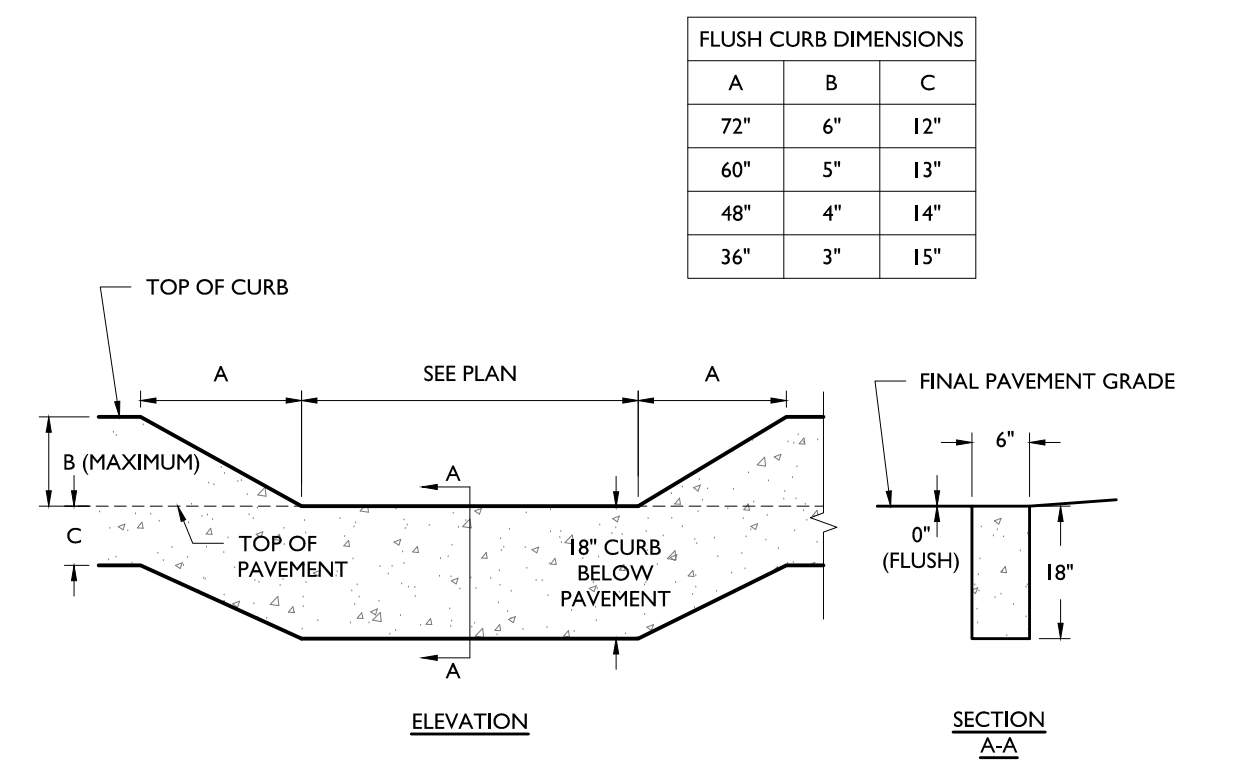 FLUSH CURB DIMENSIONS
A B C
72" 6" 12"
60" 5" 13"
48" 4" 14"
36" 3" 15"
TOP OF CURB
A
SEE PLAN
A
FINAL PAVEMENT GRADE
B (MAXIMUM)
A
6"
C
TOP OF
PAVEMENT
18" CURB
BELOW
PAVEMENT
0"
(FLUSH)
18"
A
ELEVATION
SECTION
A-A